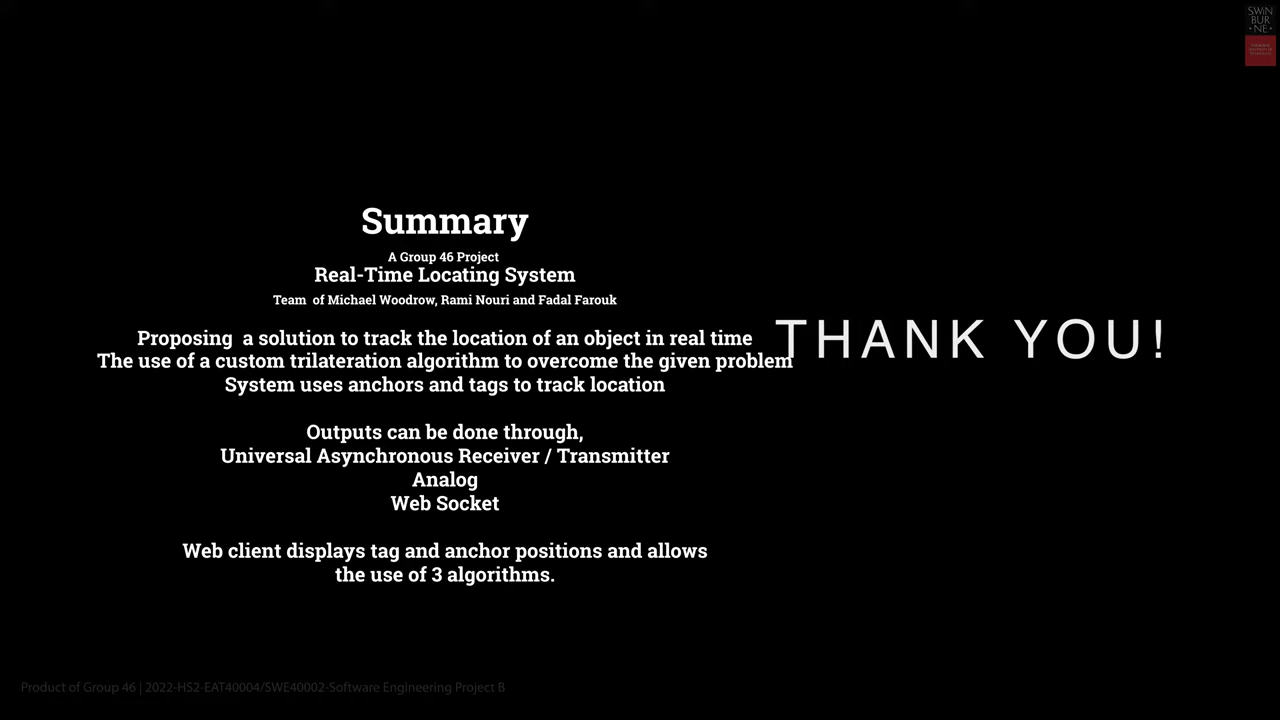 SWIN
BUR
NE
Summary
A Group 46 Project
Real-Time Locating System
Team of Michael Woodrow, Rami Nouri and Fadal Farouk
Proposing a solution to track the location of an object in real time
The use of a custom trilateration algorithm to overcome the given problem
System uses anchors and tags to track location
Outputs can be done through,
Universal Asynchronous Receiver / Transmitter
Analog
Web Socket
Web client displays tag and anchor positions and allows
the use of 3 algorithms.
THANK YOU!
Product of Group 46 | 2022-HS2-EAT40004/SWE40002-Software Engineering Project B